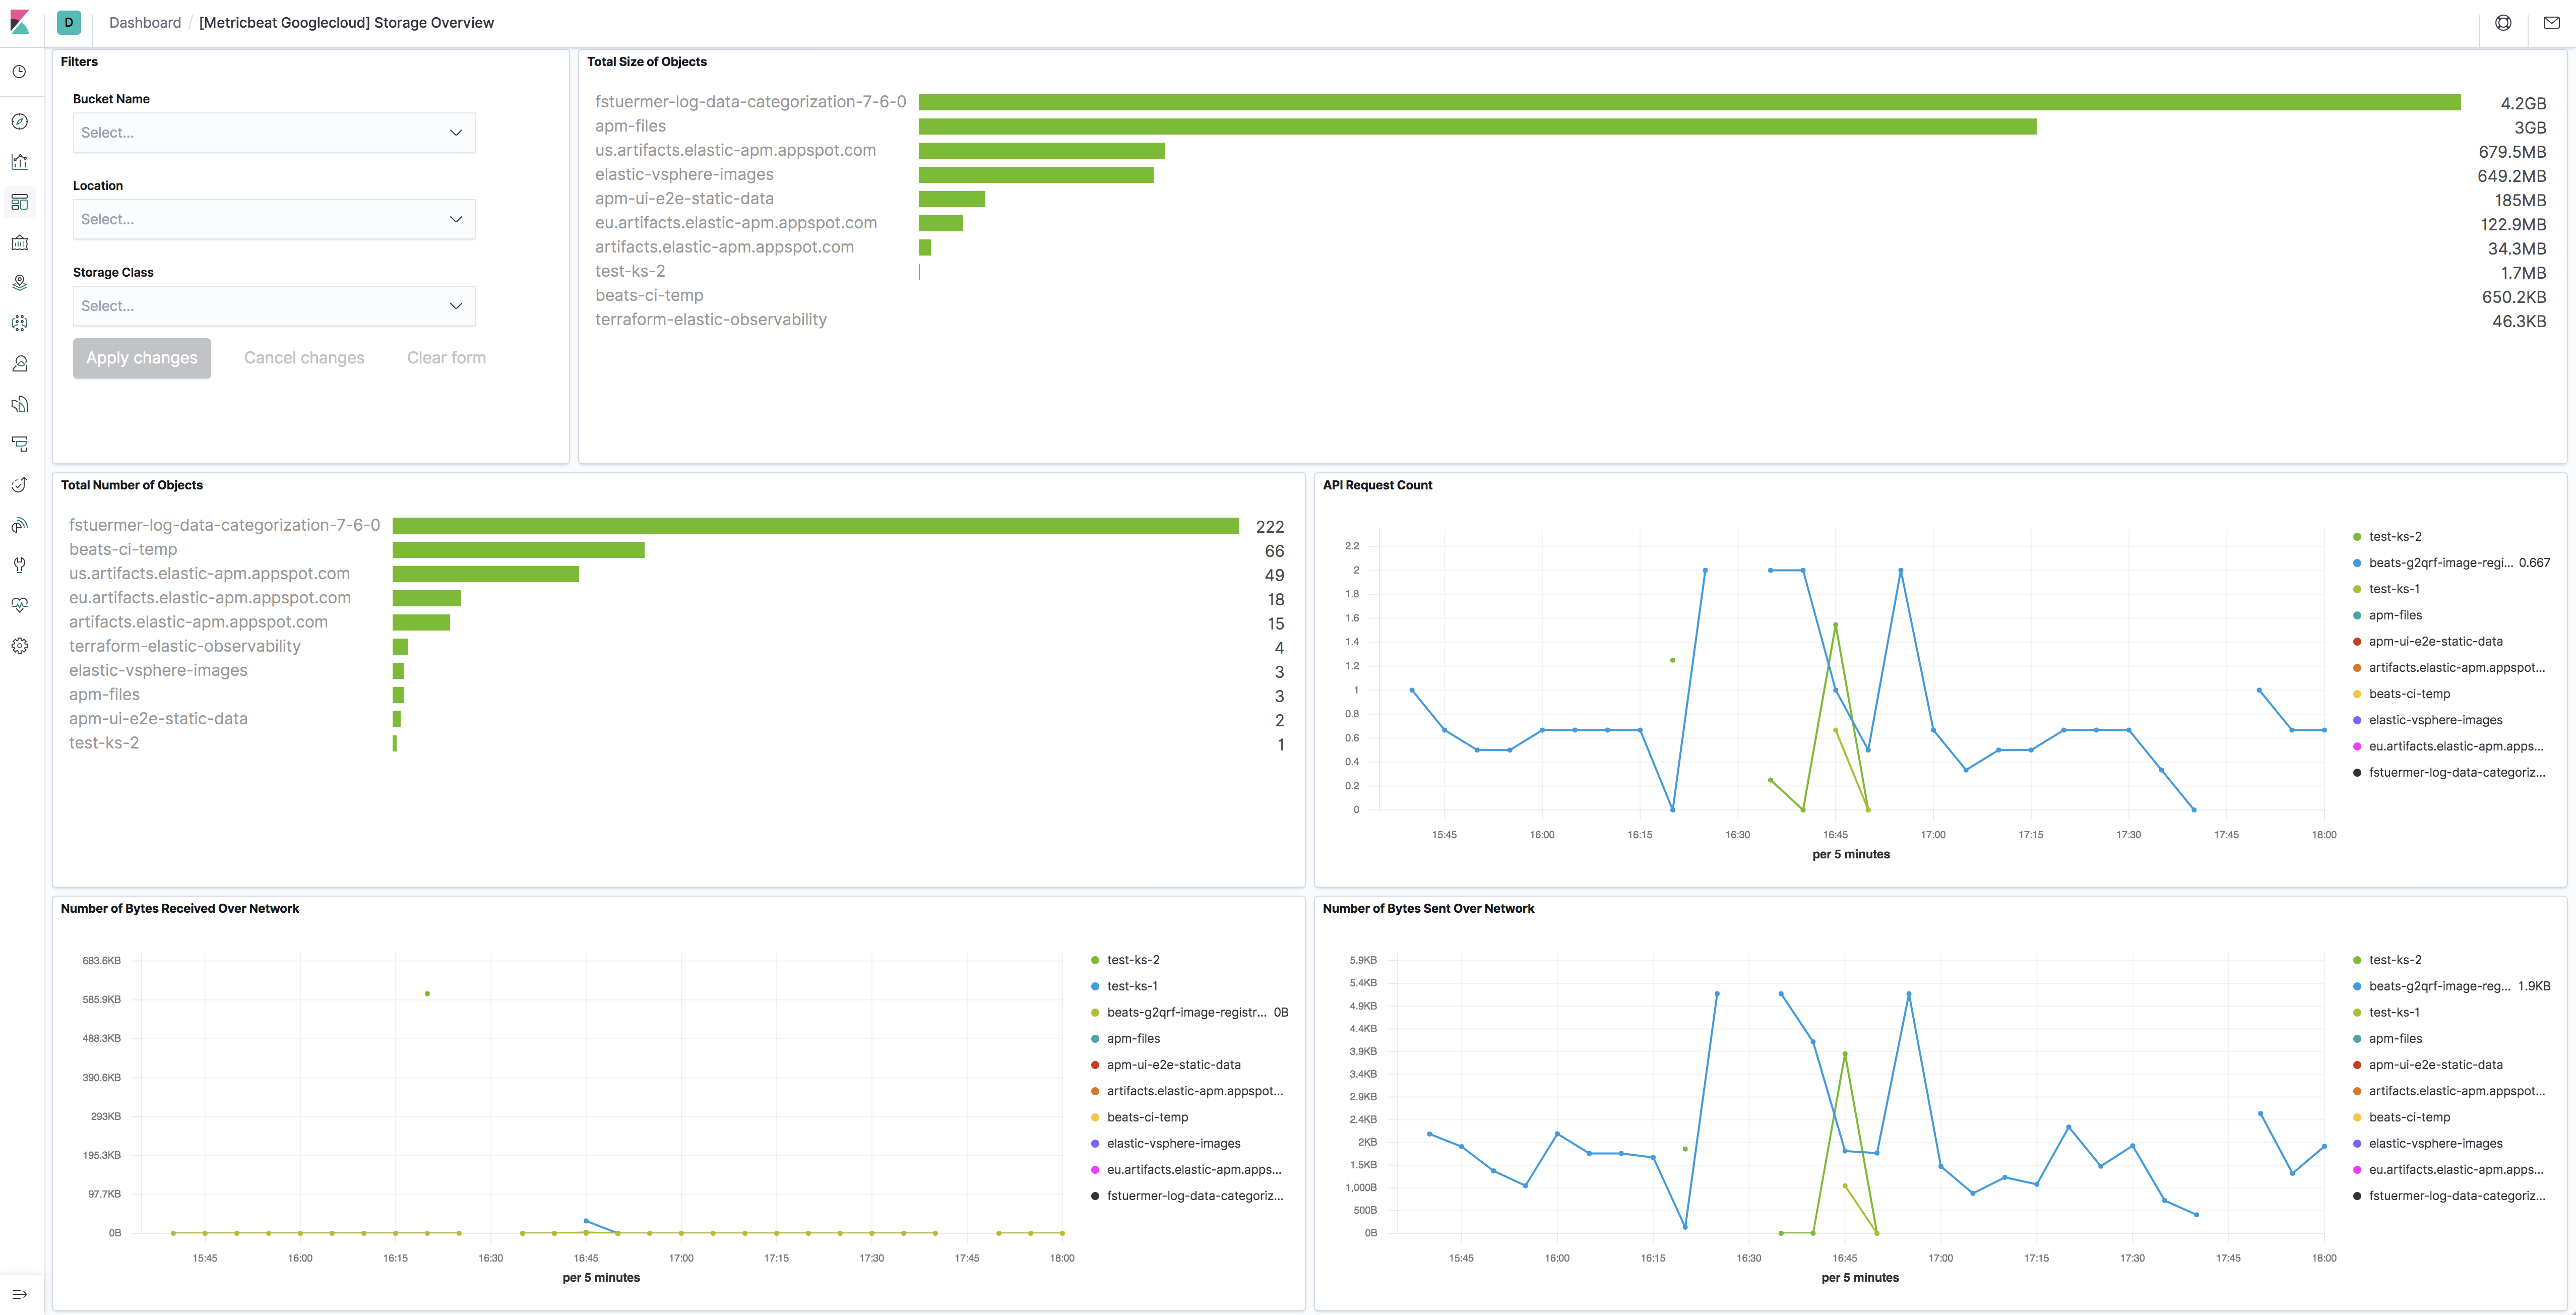 D Dashboard / [Metricbeat Googlecloud] Storage Overview
Filters
Bucket Name
Select...
Location
Select...
Storage Class
Select...
Apply changes Cancel changes Clear form
Total Size of Objects
fstuermer-log-data-categorization-7-6-0 4.2GB
apm-files 3GB
us.artifacts.elastic-apm.appspot.com 679.5MB
elastic-vsphere-images 649.2MB
apm-ui-e2e-static-data 185MB
eu.artifacts.elastic-apm.appspot.com 122.9MB
artifacts.elastic-apm.appspot.com 34.3MB
test-ks-2 1.7MB
beats-ci-temp 650.2KB
terraform-elastic-observability 46.3KB
Total Number of Objects
fstuermer-log-data-categorization-7-6-0 222
beats-ci-temp 66
us.artifacts.elastic-apm.appspot.com 49
eu.artifacts.elastic-apm.appspot.com 18
artifacts.elastic-apm.appspot.com 15
terraform-elastic-observability 4
elastic-vsphere-images 3
apm-files 3
apm-ui-e2e-static-data 2
test-ks-2 1
API Request Count
2.2
2
1.8
1.6
1.4
1.2
1
0.8
0.6
0.4
0.2
0
15:45 16:00 16:15 16:30 16:45 17:00 17:15 17:30 17:45 18:00
per 5 minutes
test-ks-2
beats-g2qrf-image-regi... 0.667
test-ks-1
apm-files
apm-ui-e2e-static-data
artifacts.elastic-apm.appspot...
beats-ci-temp
elastic-vsphere-images
eu.artifacts.elastic-apm.apps...
fstuermer-log-data-categoriz...
Number of Bytes Received Over Network
683.6KB
585.9KB
488.3KB
390.6KB
293KB
195.3KB
97.7KB
0B
15:45 16:00 16:15 16:30 16:45 17:00 17:15 17:30 17:45 18:00
per 5 minutes
test-ks-2
test-ks-1
beats-g2qrf-image-registr... 0B
apm-files
apm-ui-e2e-static-data
artifacts.elastic-apm.appspot...
beats-ci-temp
elastic-vsphere-images
eu.artifacts.elastic-apm.apps...
fstuermer-log-data-categoriz...
Number of Bytes Sent Over Network
5.9KB
5.4KB
4.9KB
4.4KB
3.9KB
3.4KB
2.9KB
2.4KB
2KB
1.5KB
1,000B
500B
0B
15:45 16:00 16:15 16:30 16:45 17:00 17:15 17:30 17:45 18:00
per 5 minutes
test-ks-2
beats-g2qrf-image-reg... 1.9KB
test-ks-1
apm-files
apm-ui-e2e-static-data
artifacts.elastic-apm.appspot...
beats-ci-temp
elastic-vsphere-images
eu.artifacts.elastic-apm.apps...
fstuermer-log-data-categoriz...